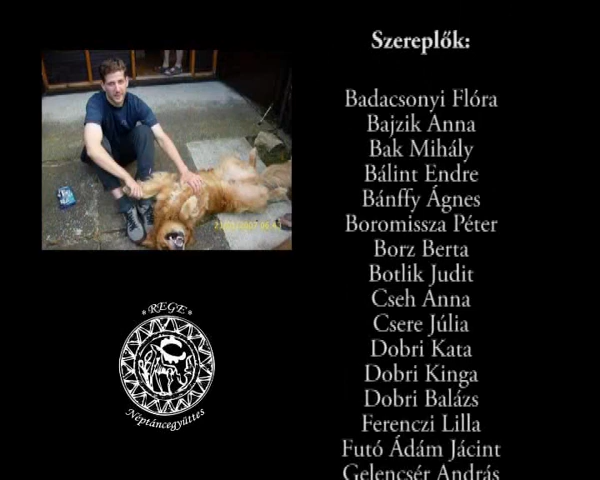 Szereplők:
Badacsonyi Flóra
Bajzik Anna
Bak Mihály
Bálint Endre
Bánffy Ágnes
Boromissza Péter
Borz Berta
Botlik Judit
Cseh Anna
Csere Júlia
Dobri Kata
Dobri Kinga
Dobri Balázs
Ferenczi Lilla
Futó Ádám Jácint
Gelencsér András
* REGE *
Néptáncegyüttes